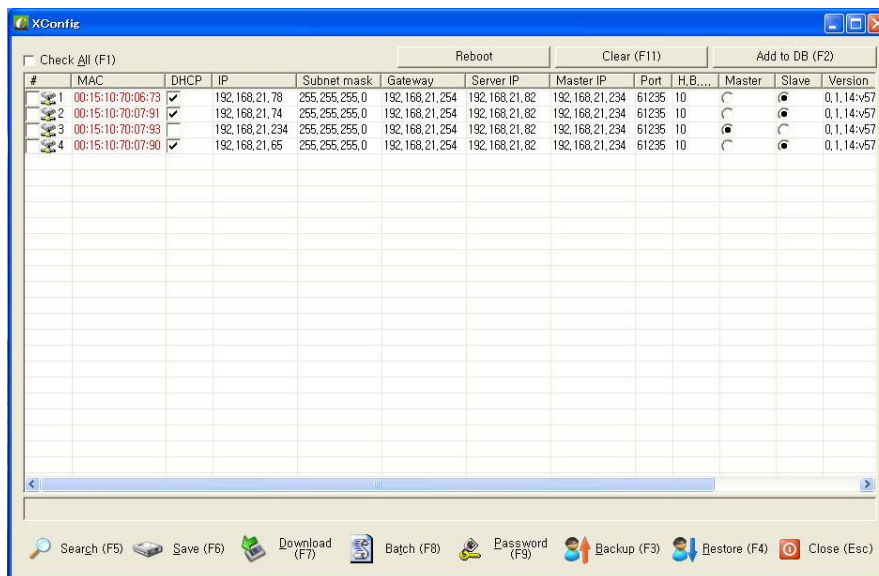 XConfig
Check All (F1)
Reboot
Clear (F11)
Add to DB (F2)
# MAC DHCP IP Subnet mask Gateway Server IP Master IP Port H,B,... Master Slave Version
1 00:15:10:70:06:73 192,168,21,78 255,255,255,0 192,168,21,254 192,168,21,82 192,168,21,234 61235 10 0,1,14:v57
2 00:15:10:70:07:91 192,168,21,74 255,255,255,0 192,168,21,254 192,168,21,82 192,168,21,234 61235 10 0,1,14:v57
3 00:15:10:70:07:93 192,168,21,234 255,255,255,0 192,168,21,254 192,168,21,82 192,168,21,234 61235 10 0,1,14:v57
4 00:15:10:70:07:90 192,168,21,65 255,255,255,0 192,168,21,254 192,168,21,82 192,168,21,234 61235 10 0,1,14:v57
Search (F5)
Save (F6)
Download
(F7)
Batch (F8)
Password
(F9)
Backup (F3)
Restore (F4)
Close (Esc)